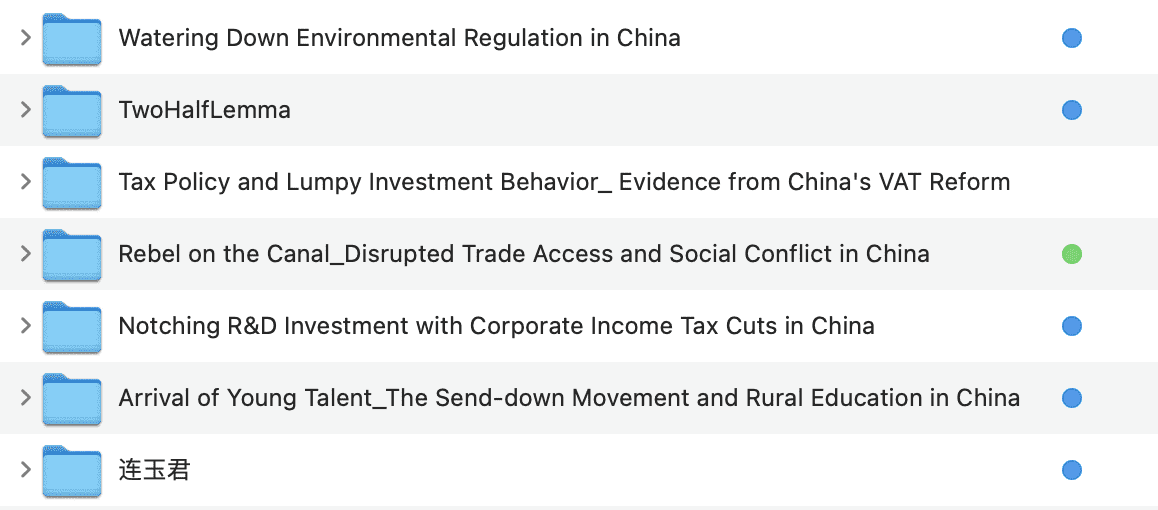 Watering Down Environmental Regulation in China
TwoHalfLemma
Tax Policy and Lumpy Investment Behavior_ Evidence from China's VAT Reform
Rebel on the Canal_Disrupted Trade Access and Social Conflict in China
Notching R&D Investment with Corporate Income Tax Cuts in China
Arrival of Young Talent_The Send-down Movement and Rural Education in China
连玉君